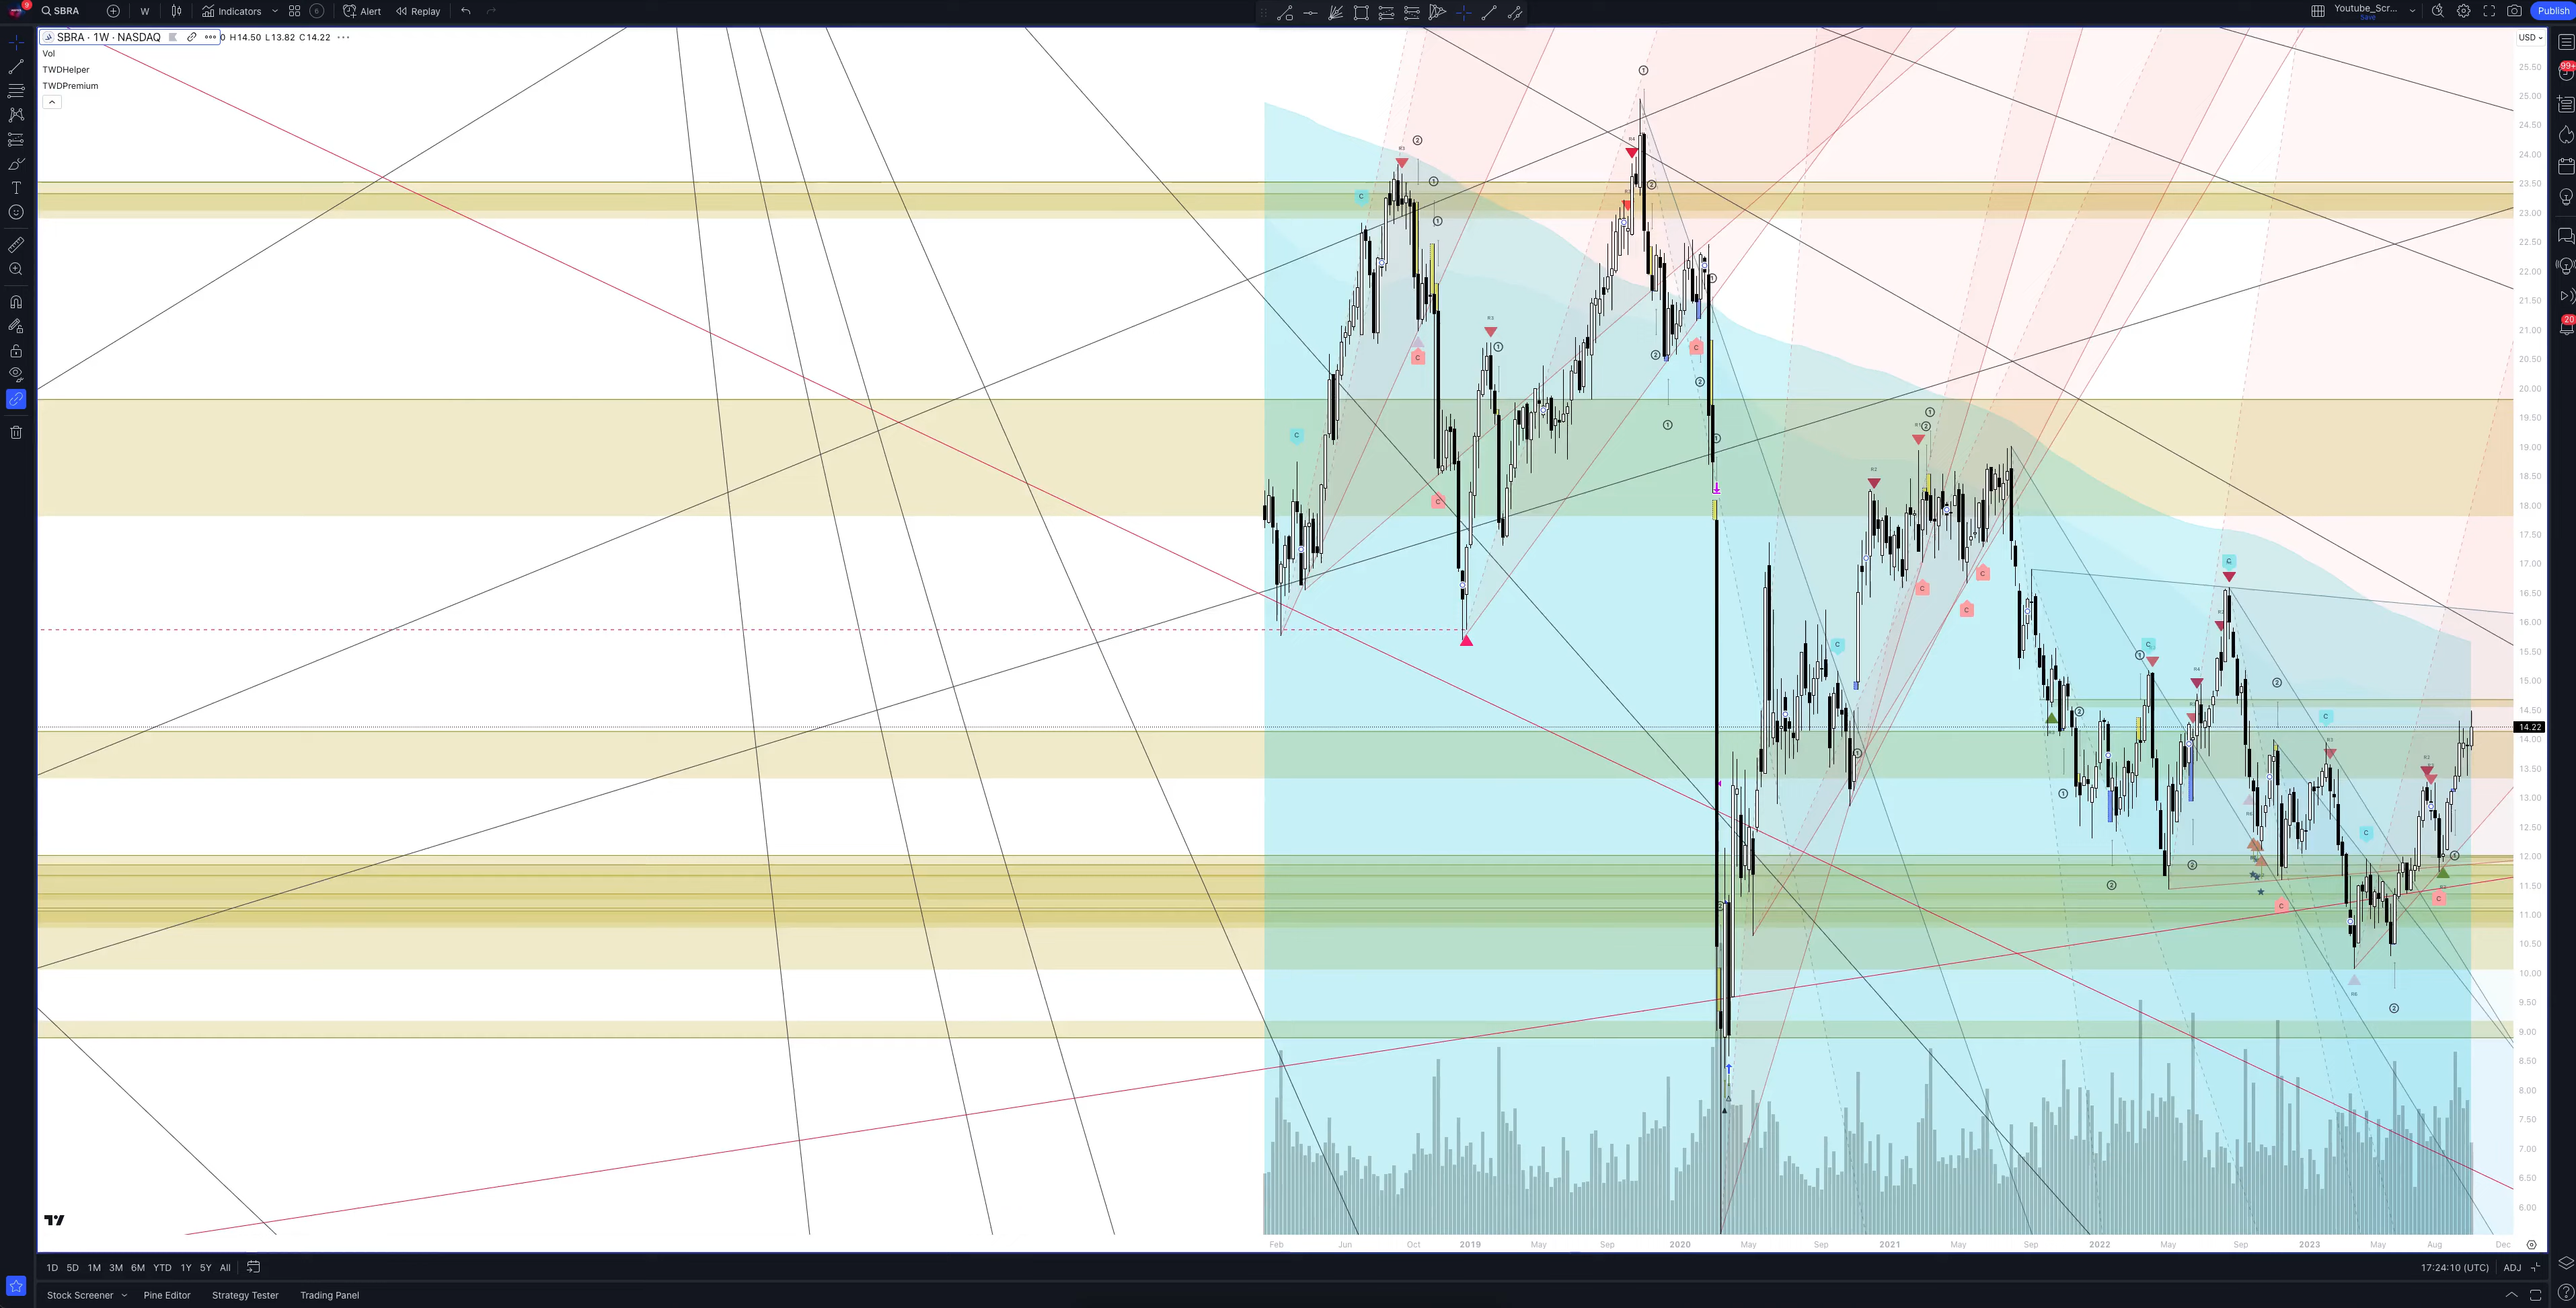 9
SBRA
W
Indicators
6
Alert
Replay
Youtube_Scr...
Save
Publish
SBRA · 1W · NASDAQ
0 H14.50 L13.82 C14.22
Vol
TWDHelper
TWDPremium
USD
99+
20
25.50
25.00
24.50
24.00
23.50
23.00
22.50
22.00
21.50
21.00
20.50
20.00
19.50
19.00
18.50
18.00
17.50
17.00
16.50
16.00
15.50
15.00
14.50
14.22
14.00
13.50
13.00
12.50
12.00
11.50
11.00
10.50
10.00
9.50
9.00
8.50
8.00
7.50
7.00
6.50
6.00
Feb Jun Oct 2019 May Sep 2020 May Sep 2021 May Sep 2022 May Sep 2023 May Aug Dec
1D 5D 1M 3M 6M YTD 1Y 5Y All
17:24:10 (UTC) ADJ
Stock Screener Pine Editor Strategy Tester Trading Panel